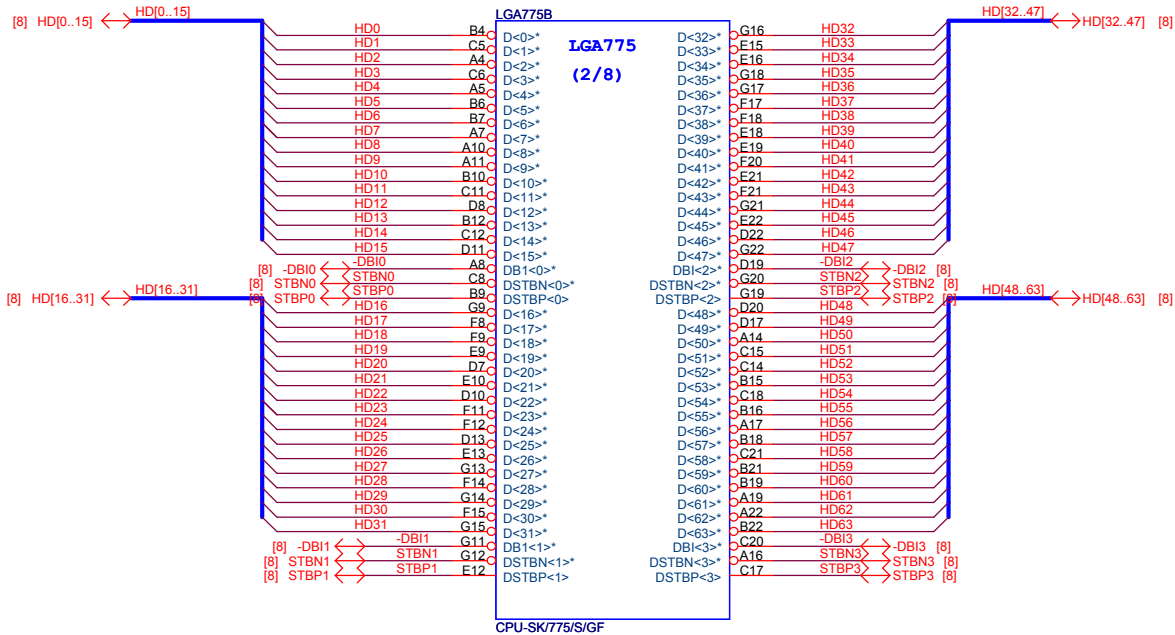 LGA775B
[8] HD[0..15] HD[0..15] HD[32..47] HD[32..47] [8]
LGA775
(2/8)
HD0 B4 D<0>* D<32>* G16 HD32
HD1 C5 D<1>* D<33>* E15 HD33
HD2 A4 D<2>* D<34>* E16 HD34
HD3 C6 D<3>* D<35>* G18 HD35
HD4 A5 D<4>* D<36>* G17 HD36
HD5 B6 D<5>* D<37>* F17 HD37
HD6 B7 D<6>* D<38>* F18 HD38
HD7 A7 D<7>* D<39>* E18 HD39
HD8 A10 D<8>* D<40>* E19 HD40
HD9 A11 D<9>* D<41>* F20 HD41
HD10 B10 D<10>* D<42>* E21 HD42
HD11 C11 D<11>* D<43>* F21 HD43
HD12 D8 D<12>* D<44>* G21 HD44
HD13 B12 D<13>* D<45>* E22 HD45
HD14 C12 D<14>* D<46>* D22 HD46
HD15 D11 D<15>* D<47>* G22 HD47
[8] -DBI0 -DBI0 A8 DB1<0>* DBI<2>* D19 -DBI2 -DBI2 [8]
[8] STBN0 STBN0 C8 DSTBN<0>* DSTBN<2>* G20 STBN2 STBN2 [8]
[8] STBP0 STBP0 B9 DSTBP<0> DSTBP<2> G19 STBP2 STBP2 [8]
[8] HD[16..31] HD[16..31] HD[48..63] HD[48..63] [8]
HD16 G9 D<16>* D<48>* D20 HD48
HD17 F8 D<17>* D<49>* D17 HD49
HD18 F9 D<18>* D<50>* A14 HD50
HD19 E9 D<19>* D<51>* C15 HD51
HD20 D7 D<20>* D<52>* C14 HD52
HD21 E10 D<21>* D<53>* B15 HD53
HD22 D10 D<22>* D<54>* C18 HD54
HD23 F11 D<23>* D<55>* B16 HD55
HD24 F12 D<24>* D<56>* A17 HD56
HD25 D13 D<25>* D<57>* B18 HD57
HD26 E13 D<26>* D<58>* C21 HD58
HD27 G13 D<27>* D<59>* B21 HD59
HD28 F14 D<28>* D<60>* B19 HD60
HD29 G14 D<29>* D<61>* A19 HD61
HD30 F15 D<30>* D<62>* A22 HD62
HD31 G15 D<31>* D<63>* B22 HD63
[8] -DBI1 -DBI1 G11 DB1<1>* DBI<3>* C20 -DBI3 -DBI3 [8]
[8] STBN1 STBN1 G12 DSTBN<1>* DSTBN<3>* A16 STBN3 STBN3 [8]
[8] STBP1 STBP1 E12 DSTBP<1> DSTBP<3> C17 STBP3 STBP3 [8]
CPU-SK/775/S/GF